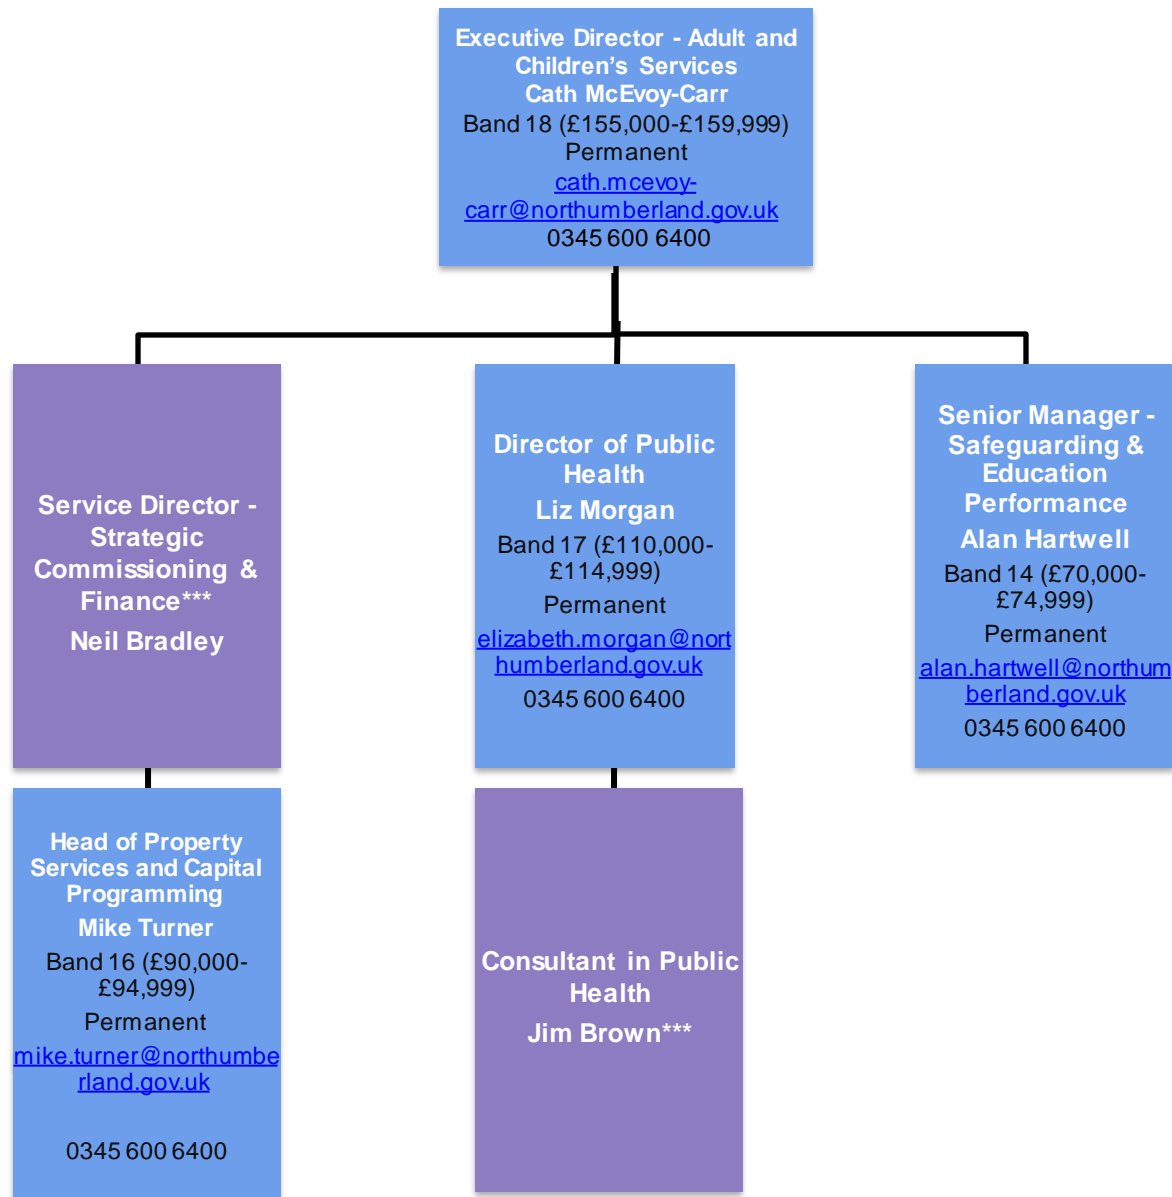 Executive Director - Adult and
Children’s Services
Cath McEvoy-Carr
Band 18 (£155,000-£159,999)
Permanent
cath.mcevoy-
carr@northumberland.gov.uk
0345 600 6400
Service Director -
Strategic
Commissioning &
Finance***
Neil Bradley
Director of Public
Health
Liz Morgan
Band 17 (£110,000-
£114,999)
Permanent
elizabeth.morgan@nort
humberland.gov.uk
0345 600 6400
Senior Manager -
Safeguarding &
Education
Performance
Alan Hartwell
Band 14 (£70,000-
£74,999)
Permanent
alan.hartwell@northum
berland.gov.uk
0345 600 6400
Head of Property
Services and Capital
Programming
Mike Turner
Band 16 (£90,000-
£94,999)
Permanent
mike.turner@northumbe
rland.gov.uk
0345 600 6400
Consultant in Public
Health
Jim Brown***